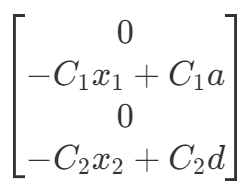 0
−C₁x₁ + C₁a
0
−C₂x₂ + C₂d